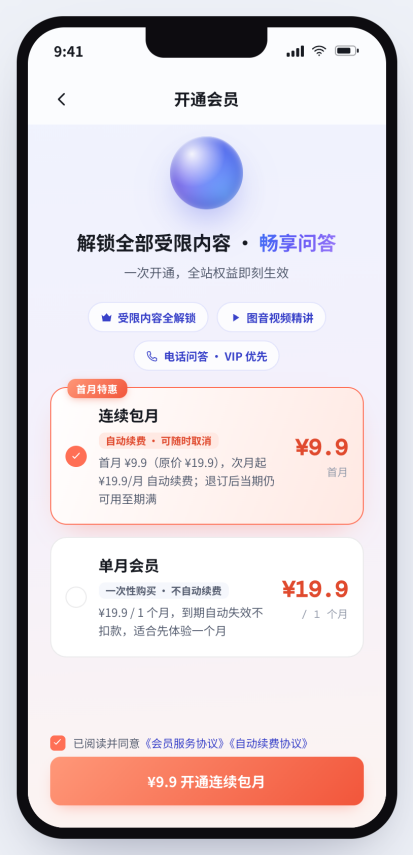 9:41
开通会员
解锁全部受限内容 · 畅享问答
一次开通，全站权益即刻生效
受限内容全解锁
图音视频精讲
电话问答 · VIP 优先
首月特惠
连续包月
自动续费 · 可随时取消
首月 ¥9.9（原价 ¥19.9），次月起
¥19.9/月 自动续费；退订后当期仍
可用至期满
¥9.9
首月
单月会员
一次性购买 · 不自动续费
¥19.9 / 1 个月，到期自动失效不
扣款，适合先体验一个月
¥19.9
/ 1 个月
已阅读并同意《会员服务协议》《自动续费协议》
¥9.9 开通连续包月